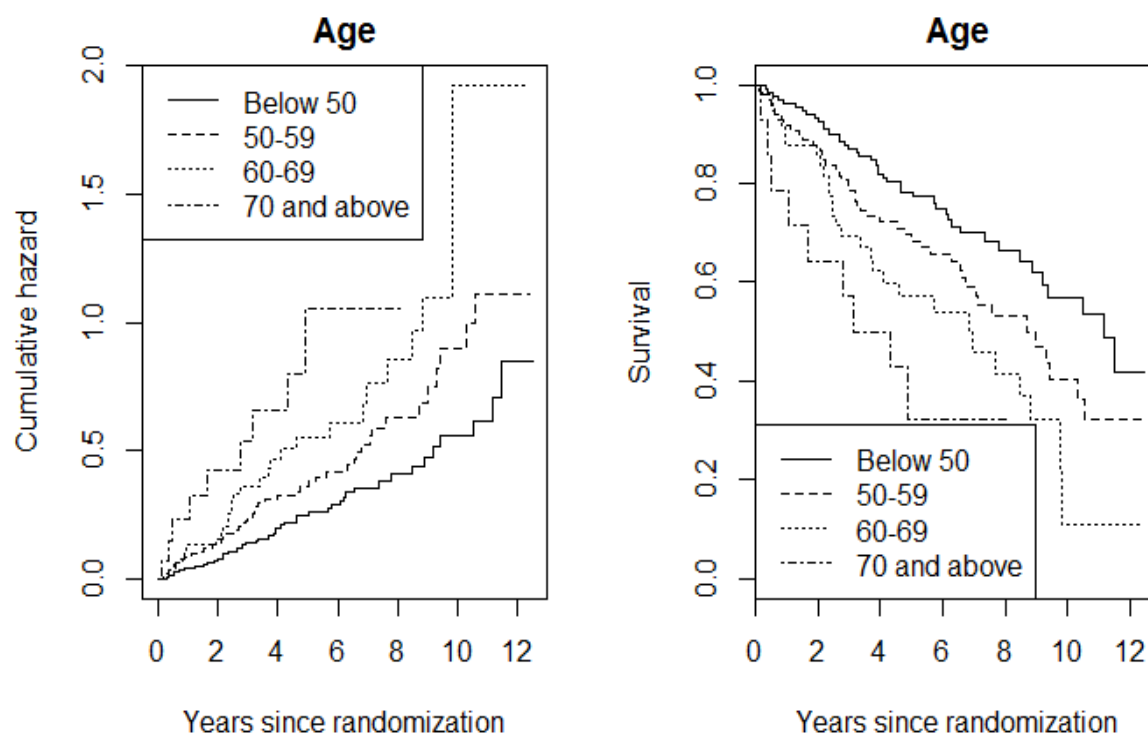 Age
Cumulative hazard
2.0
1.5
1.0
0.5
0.0
Below 50
50-59
60-69
70 and above
0 2 4 6 8 10 12
Years since randomization
Age
Survival
1.0
0.8
0.6
0.4
0.2
0.0
Below 50
50-59
60-69
70 and above
0 2 4 6 8 10 12
Years since randomization